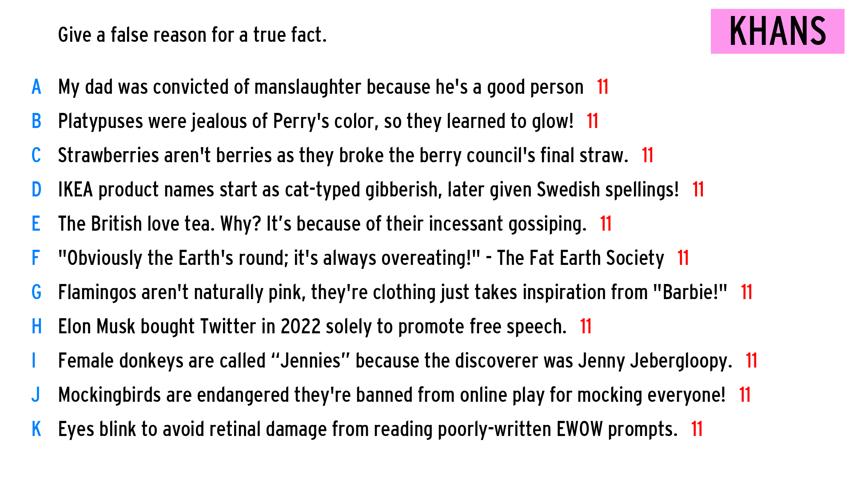 Give a false reason for a true fact.
KHANS
A My dad was convicted of manslaughter because he's a good person 11
B Platypuses were jealous of Perry's color, so they learned to glow! 11
C Strawberries aren't berries as they broke the berry council's final straw. 11
D IKEA product names start as cat-typed gibberish, later given Swedish spellings! 11
E The British love tea. Why? It’s because of their incessant gossiping. 11
F "Obviously the Earth's round; it's always overeating!" - The Fat Earth Society 11
G Flamingos aren't naturally pink, they're clothing just takes inspiration from "Barbie!" 11
H Elon Musk bought Twitter in 2022 solely to promote free speech. 11
I Female donkeys are called “Jennies” because the discoverer was Jenny Jebergloopy. 11
J Mockingbirds are endangered they're banned from online play for mocking everyone! 11
K Eyes blink to avoid retinal damage from reading poorly-written EWOW prompts. 11